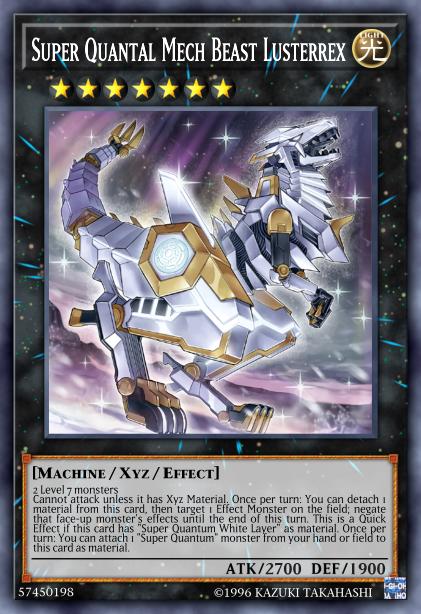 Super Quantal Mech Beast Lusterrex
LIGHT
光
[Machine / Xyz / Effect]
2 Level 7 monsters
Cannot attack unless it has Xyz Material. Once per turn: You can detach 1
material from this card, then target 1 Effect Monster on the field; negate
that face-up monster's effects until the end of this turn. This is a Quick
Effect if this card has "Super Quantum White Layer" as material. Once per
turn: You can attach 1 "Super Quantum" monster from your hand or field to
this card as material.
ATK/2700 DEF/1900
57450198
©1996 KAZUKI TAKAHASHI